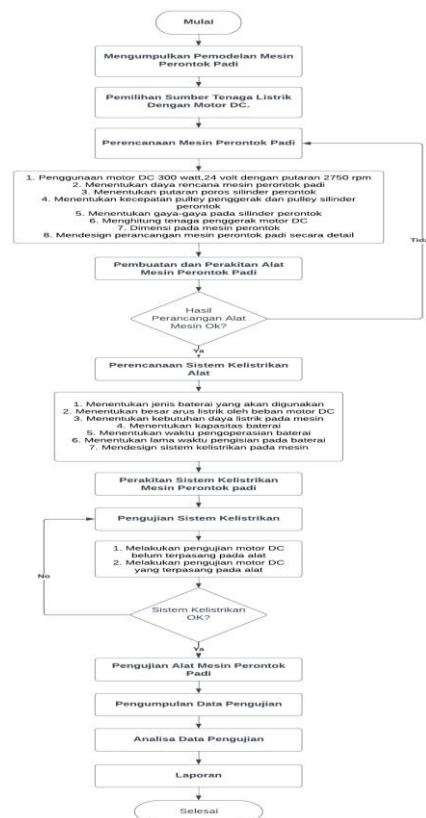 Mulai
Mengumpulkan Pemodelan Mesin
Perontok Padi
Pemilihan Sumber Tenaga Listrik
Dengan Motor DC.
Perencanaan Mesin Perontok Padi
1. Penggunaan motor DC 300 watt,24 volt dengan putaran 2750 rpm
2. Menentukan daya rencana mesin perontok padi
3. Menentukan putaran poros silinder perontok
4. Menentukan kecepatan pulley penggerak dan pulley silinder
perontok
5. Menentukan gaya-gaya pada silinder perontok
6. Menghitung tenaga penggerak motor DC
7. Dimensi pada mesin perontok
8. Mendesign perancangan mesin perontok padi secara detail
Pembuatan dan Perakitan Alat
Mesin Perontok Padi
Tida
Hasil
Perancangan Alat
Mesin Ok?
Ya
Perencanaan Sistem Kelistrikan
Alat
1. Menentukan jenis baterai yang akan digunakan
2. Menentukan besar arus listrik oleh beban motor DC
3. Menentukan kebutuhan daya listrik pada mesin
4. Menentukan kapasitas baterai
5. Menentukan waktu pengoperasian baterai
6. Menentukan lama waktu pengisian pada baterai
7. Mendesign sistem kelistrikan pada mesin
Perakitan Sistem Kelistrikan
Mesin Perontok padi
Pengujian Sistem Kelistrikan
1. Melakukan pengujian motor DC
belum terpasang pada alat
2. Melakukan pengujian motor DC
yang terpasang pada alat
No
Sistem Kelistrikan
OK?
Ya
Pengujian Alat Mesin Perontok
Padi
Pengumpulan Data Pengujian
Analisa Data Pengujian
Laporan
Selesai